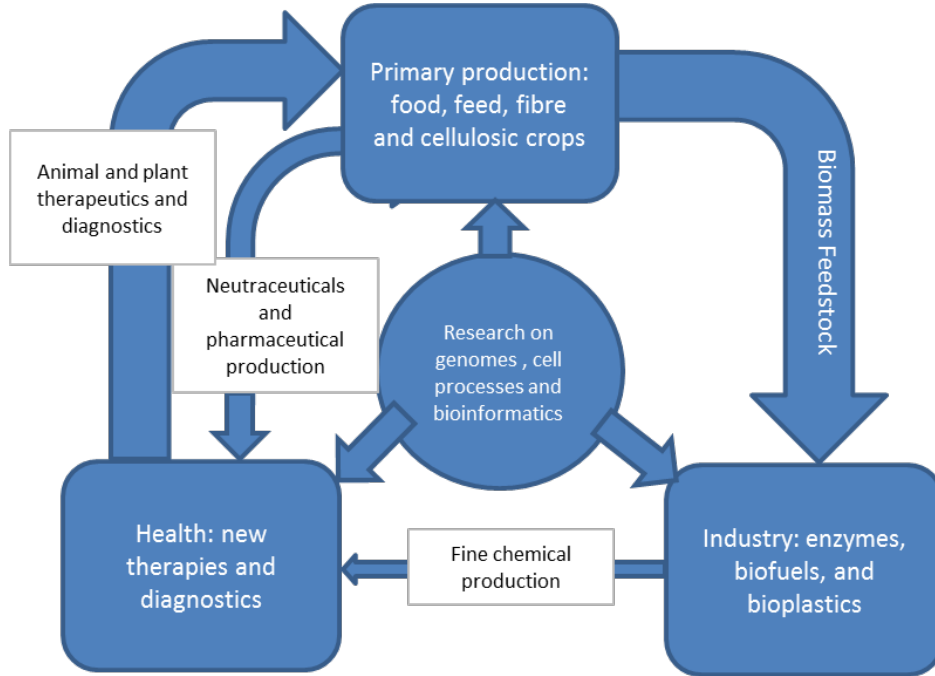 Primary production:
food, feed, fibre
and cellulosic crops
Animal and plant
therapeutics and
diagnostics
Biomass Feedstock
Neutraceuticals
and
pharmaceutical
production
Research on
genomes , cell
processes and
bioinformatics
Health: new
therapies and
diagnostics
Fine chemical
production
Industry: enzymes,
biofuels, and
bioplastics